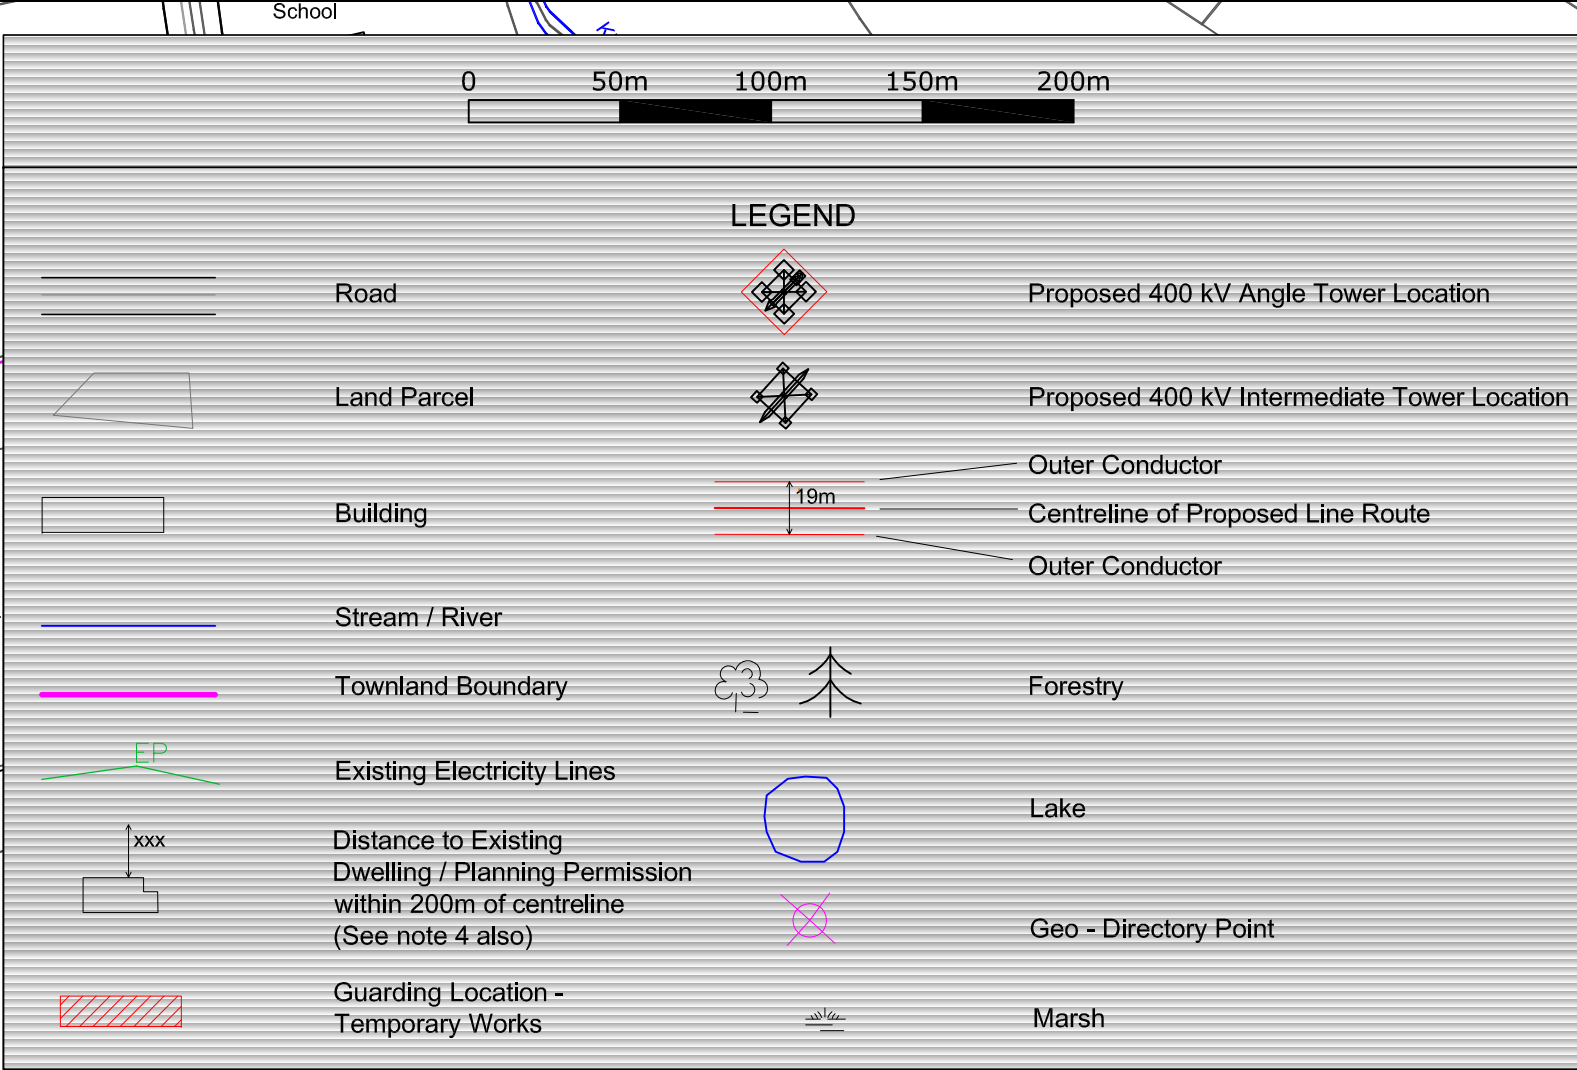 School
0 50m 100m 150m 200m
LEGEND
Road
Proposed 400 kV Angle Tower Location
Land Parcel
Proposed 400 kV Intermediate Tower Location
Outer Conductor
19m
Building
Centreline of Proposed Line Route
Outer Conductor
Stream / River
Townland Boundary
Forestry
EP
Existing Electricity Lines
Lake
xxx
Distance to Existing
Dwelling / Planning Permission
within 200m of centreline
(See note 4 also)
Geo - Directory Point
Guarding Location -
Temporary Works
Marsh